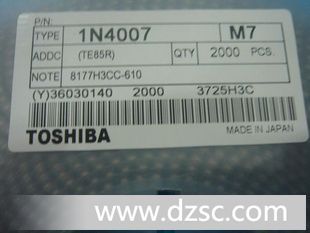 P/N:
TYPE 1N4007 M7
ADDC (TE85R) QTY 2000 PCS.
NOTE 8177H3CC-610
(Y)36030140 2000 3725H3C
TOSHIBA MADE IN JAPAN
www.dzsc.com